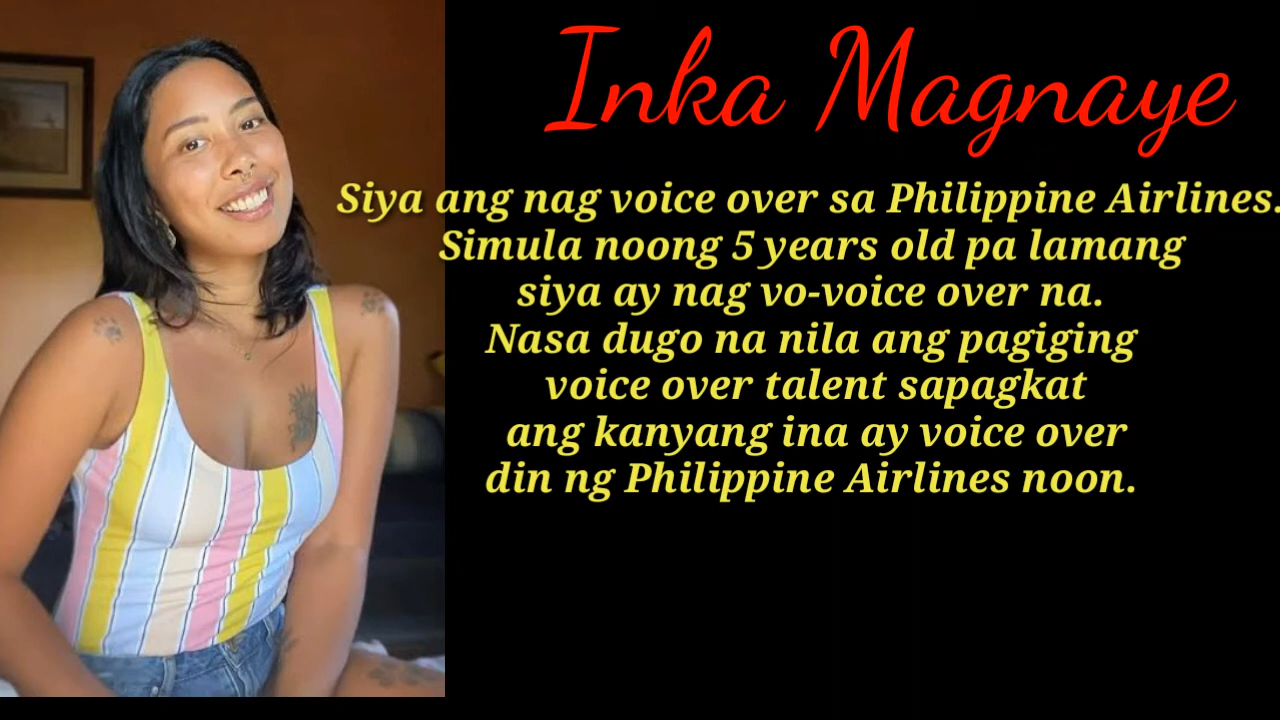 Inka Magnaye
Siya ang nag voice over sa Philippine Airlines.
Simula noong 5 years old pa lamang
siya ay nag vo-voice over na.
Nasa dugo na nila ang pagiging
voice over talent sapagkat
ang kanyang ina ay voice over
din ng Philippine Airlines noon.